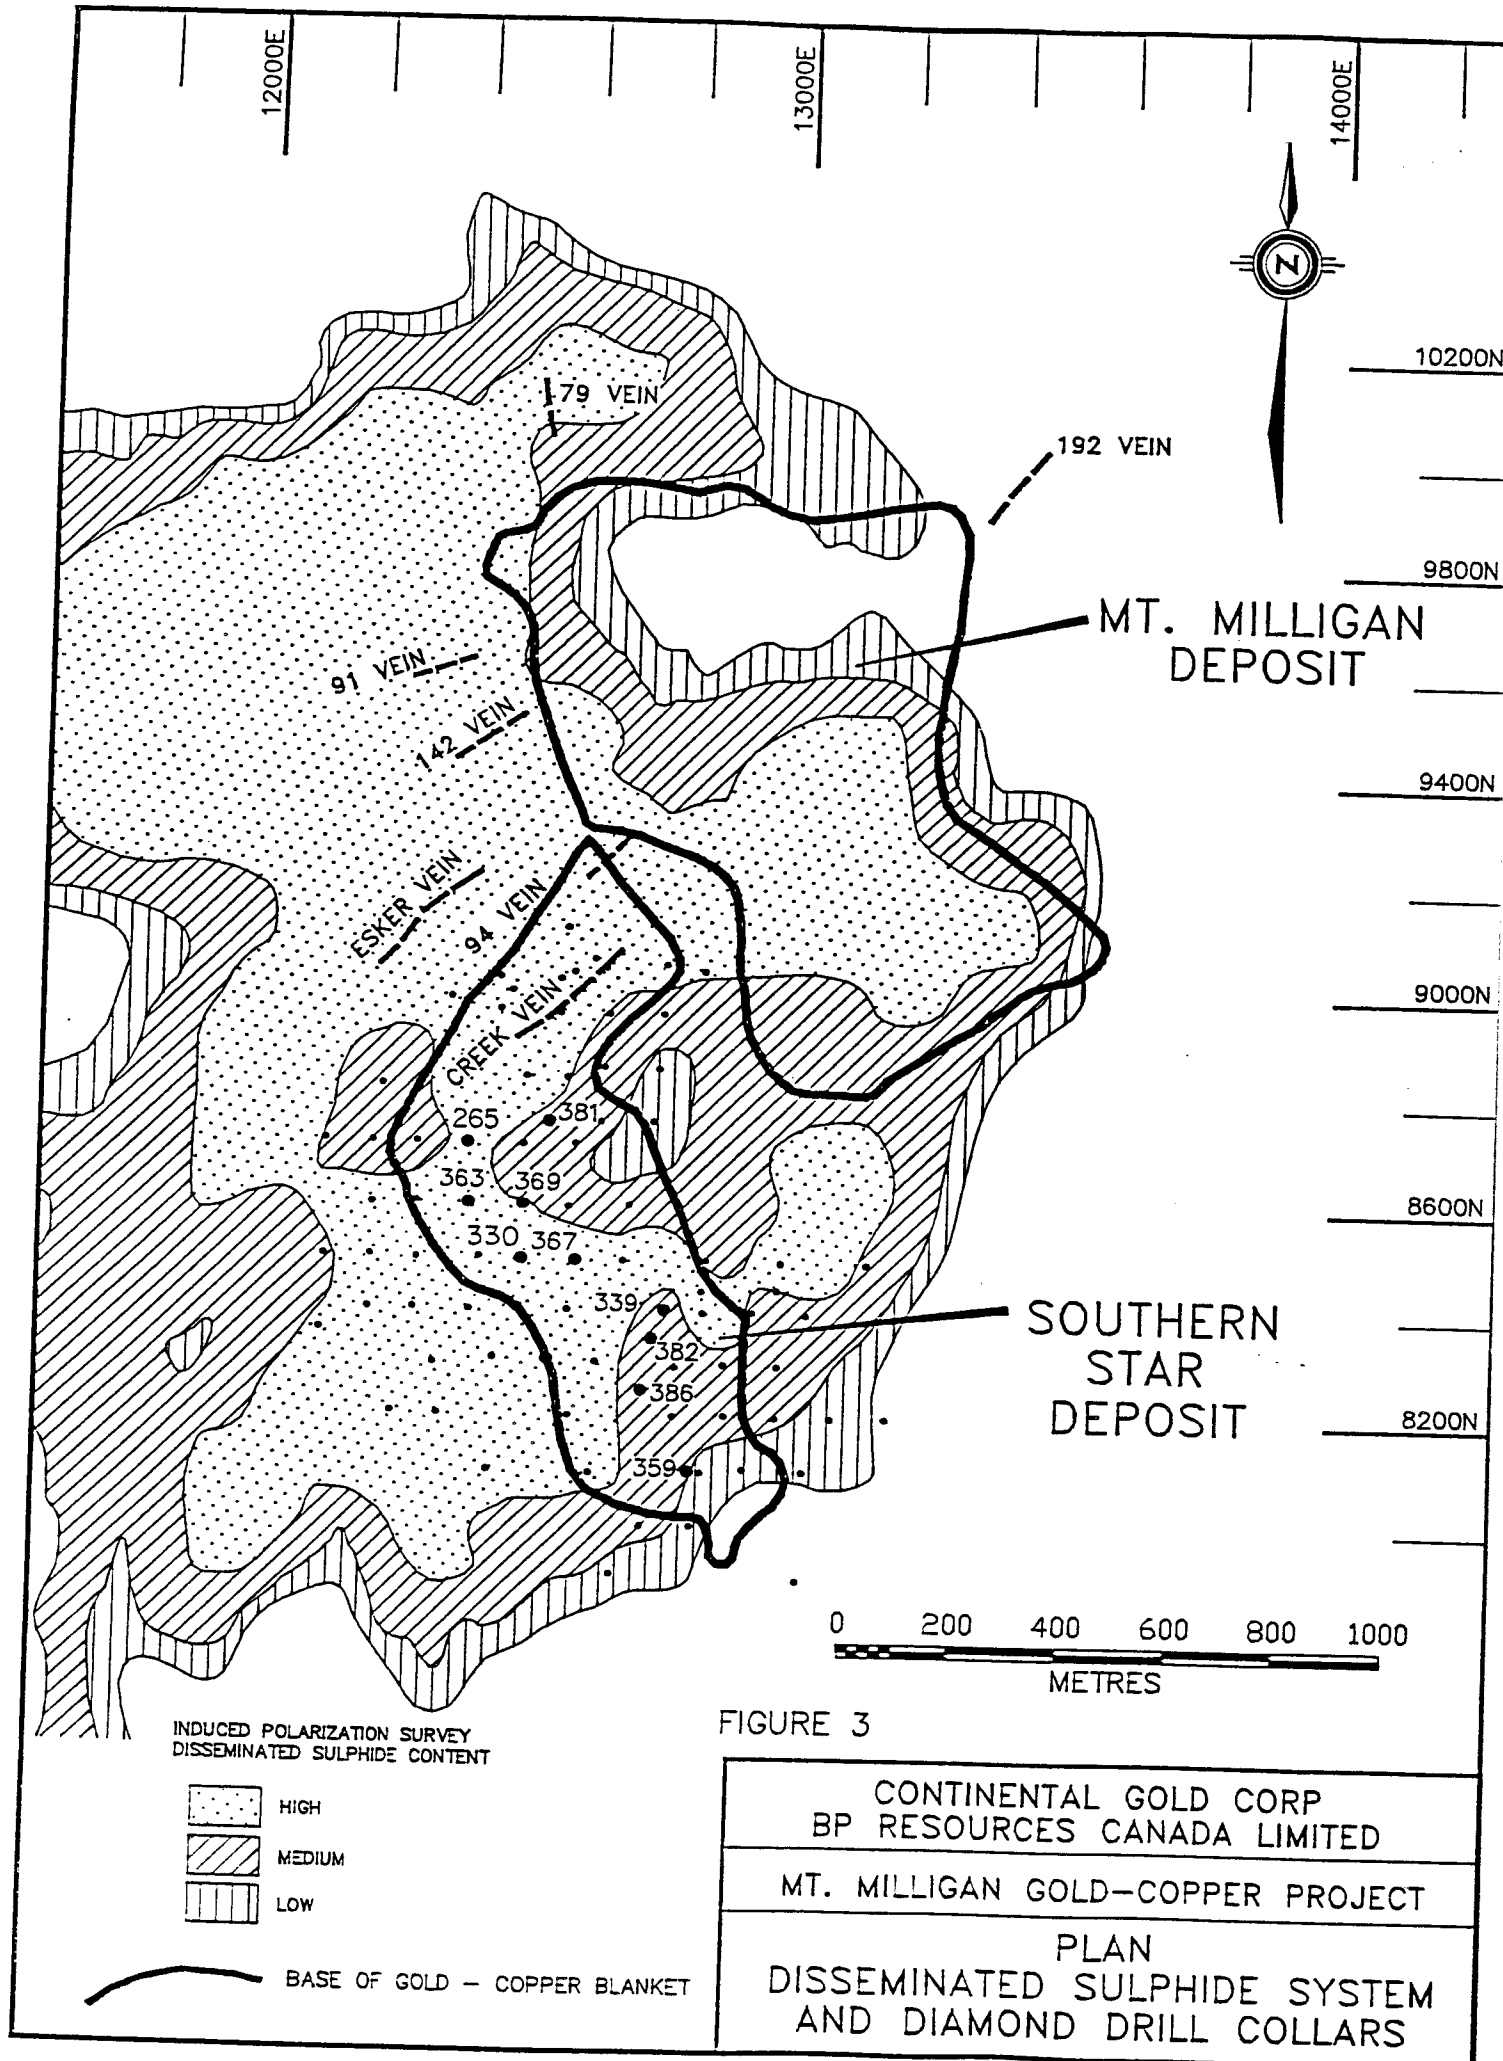 12000E
13000E
14000E
N
10200N
79 VEIN
192 VEIN
9800N
MT. MILLIGAN
DEPOSIT
91 VEIN
142 VEIN
9400N
ESKER VEIN
94 VEIN
9000N
CREEK VEIN
265
381
363
369
8600N
330
367
339
SOUTHERN
STAR
DEPOSIT
382
386
8200N
359
0 200 400 600 800 1000
METRES
FIGURE 3
INDUCED POLARIZATION SURVEY
DISSEMINATED SULPHIDE CONTENT
HIGH
MEDIUM
LOW
BASE OF GOLD - COPPER BLANKET
CONTINENTAL GOLD CORP
BP RESOURCES CANADA LIMITED
MT. MILLIGAN GOLD-COPPER PROJECT
PLAN
DISSEMINATED SULPHIDE SYSTEM
AND DIAMOND DRILL COLLARS